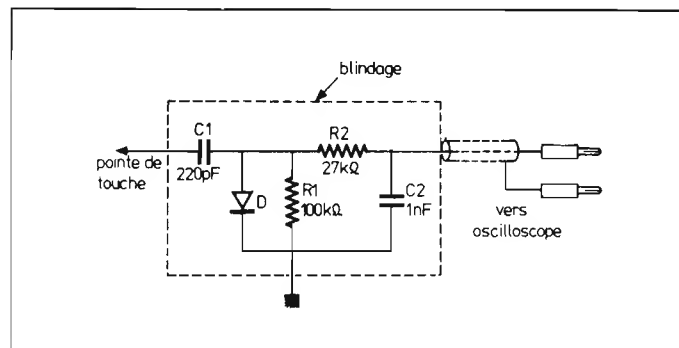 blindage
C1
R2
pointe de
touche
220pF
27kΩ
D
R1
100kΩ
C2
1nF
vers
oscilloscope